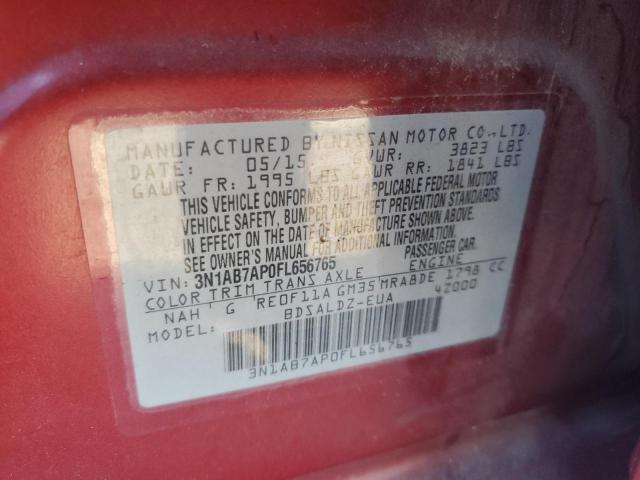 MANUFACTURED BY NISSAN MOTOR CO.,LTD.
DATE: 05/15 GVWR: 3823 LBS
GAWR FR: 1995 LBS GAWR RR: 1841 LBS
THIS VEHICLE CONFORMS TO ALL APPLICABLE FEDERAL MOTOR
VEHICLE SAFETY, BUMPER AND THEFT PREVENTION STANDARDS
IN EFFECT ON THE DATE OF MANUFACTURE SHOWN ABOVE.
SEE OWNER'S MANUAL FOR ADDITIONAL INFORMATION
VIN: 3N1AB7AP0FL656765 PASSENGER CAR.
COLOR TRIM TRANS AXLE ENGINE
NAH G RE0F11A GM35 MRA8DE 1798 CC
MODEL: BDSALDZ-EUA 4Z000
3N1AB7AP0FL656765